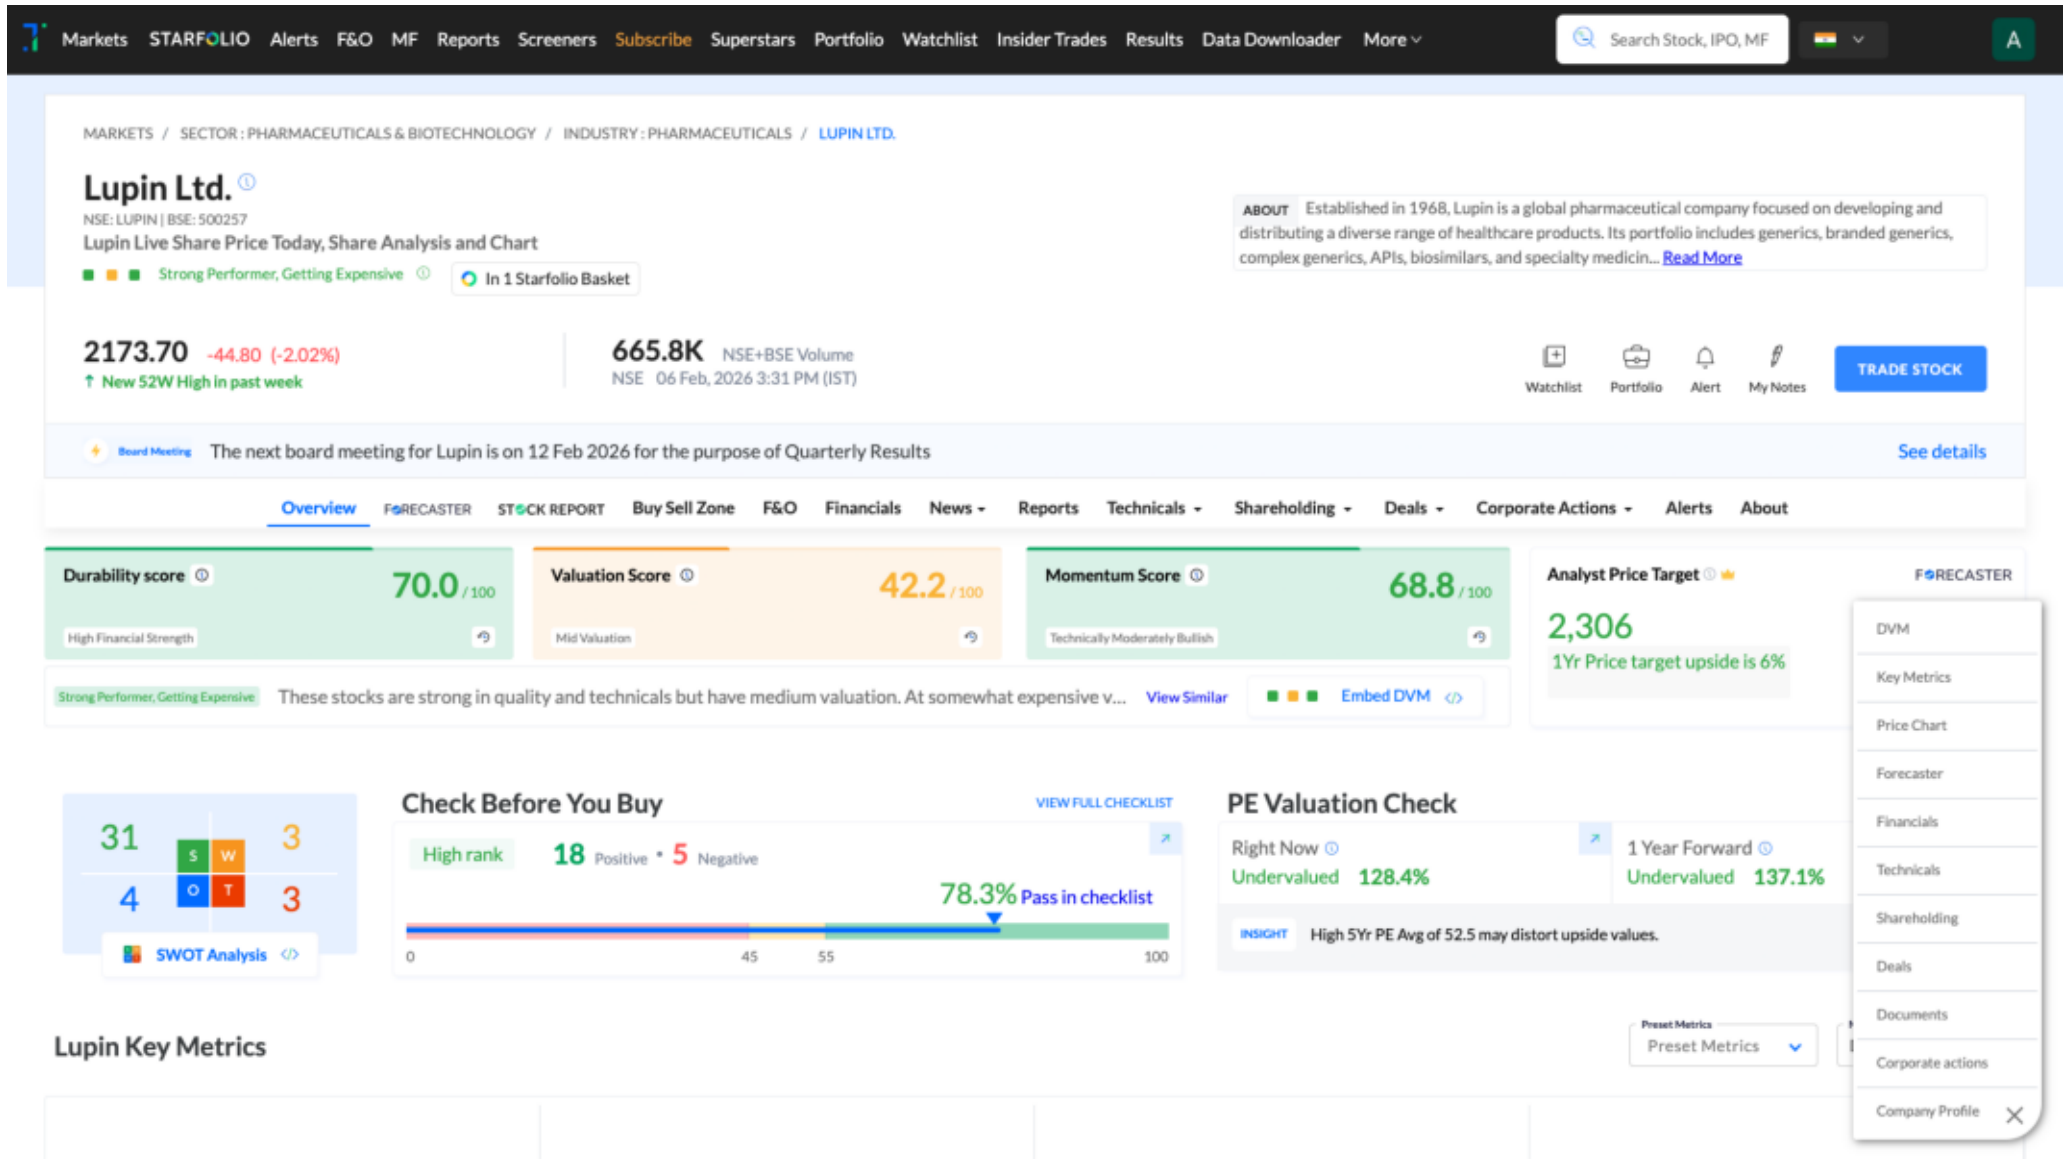 Markets STARFOLIO Alerts F&O MF Reports Screeners Subscribe Superstars Portfolio Watchlist Insider Trades Results Data Downloader More Search Stock, IPO, MF A
MARKETS / SECTOR : PHARMACEUTICALS & BIOTECHNOLOGY / INDUSTRY : PHARMACEUTICALS / LUPIN LTD.
Lupin Ltd.
NSE: LUPIN | BSE: 500257
Lupin Live Share Price Today, Share Analysis and Chart
Strong Performer, Getting Expensive In 1 Starfolio Basket
ABOUT Established in 1968, Lupin is a global pharmaceutical company focused on developing and
distributing a diverse range of healthcare products. Its portfolio includes generics, branded generics,
complex generics, APIs, biosimilars, and specialty medicin... Read More
2173.70 -44.80 (-2.02%)
↑ New 52W High in past week
665.8K NSE+BSE Volume
NSE 06 Feb, 2026 3:31 PM (IST)
Watchlist Portfolio Alert My Notes TRADE STOCK
Board Meeting The next board meeting for Lupin is on 12 Feb 2026 for the purpose of Quarterly Results See details
Overview FORECASTER STOCK REPORT Buy Sell Zone F&O Financials News Reports Technicals Shareholding Deals Corporate Actions Alerts About
Durability score 70.0 / 100
High Financial Strength
Valuation Score 42.2 / 100
Mid Valuation
Momentum Score 68.8 / 100
Technically Moderately Bullish
Analyst Price Target FORECASTER
2,306
1Yr Price target upside is 6%
Strong Performer, Getting Expensive These stocks are strong in quality and technicals but have medium valuation. At somewhat expensive v... View Similar Embed DVM </>
31 3
S W
O T
4 3
SWOT Analysis </>
Check Before You Buy VIEW FULL CHECKLIST
High rank 18 Positive * 5 Negative
78.3% Pass in checklist
0 45 55 100
PE Valuation Check
Right Now
Undervalued 128.4%
1 Year Forward
Undervalued 137.1%
INSIGHT High 5Yr PE Avg of 52.5 may distort upside values.
Lupin Key Metrics
Preset Metrics
Preset Metrics
DVM
Key Metrics
Price Chart
Forecaster
Financials
Technicals
Shareholding
Deals
Documents
Corporate actions
Company Profile